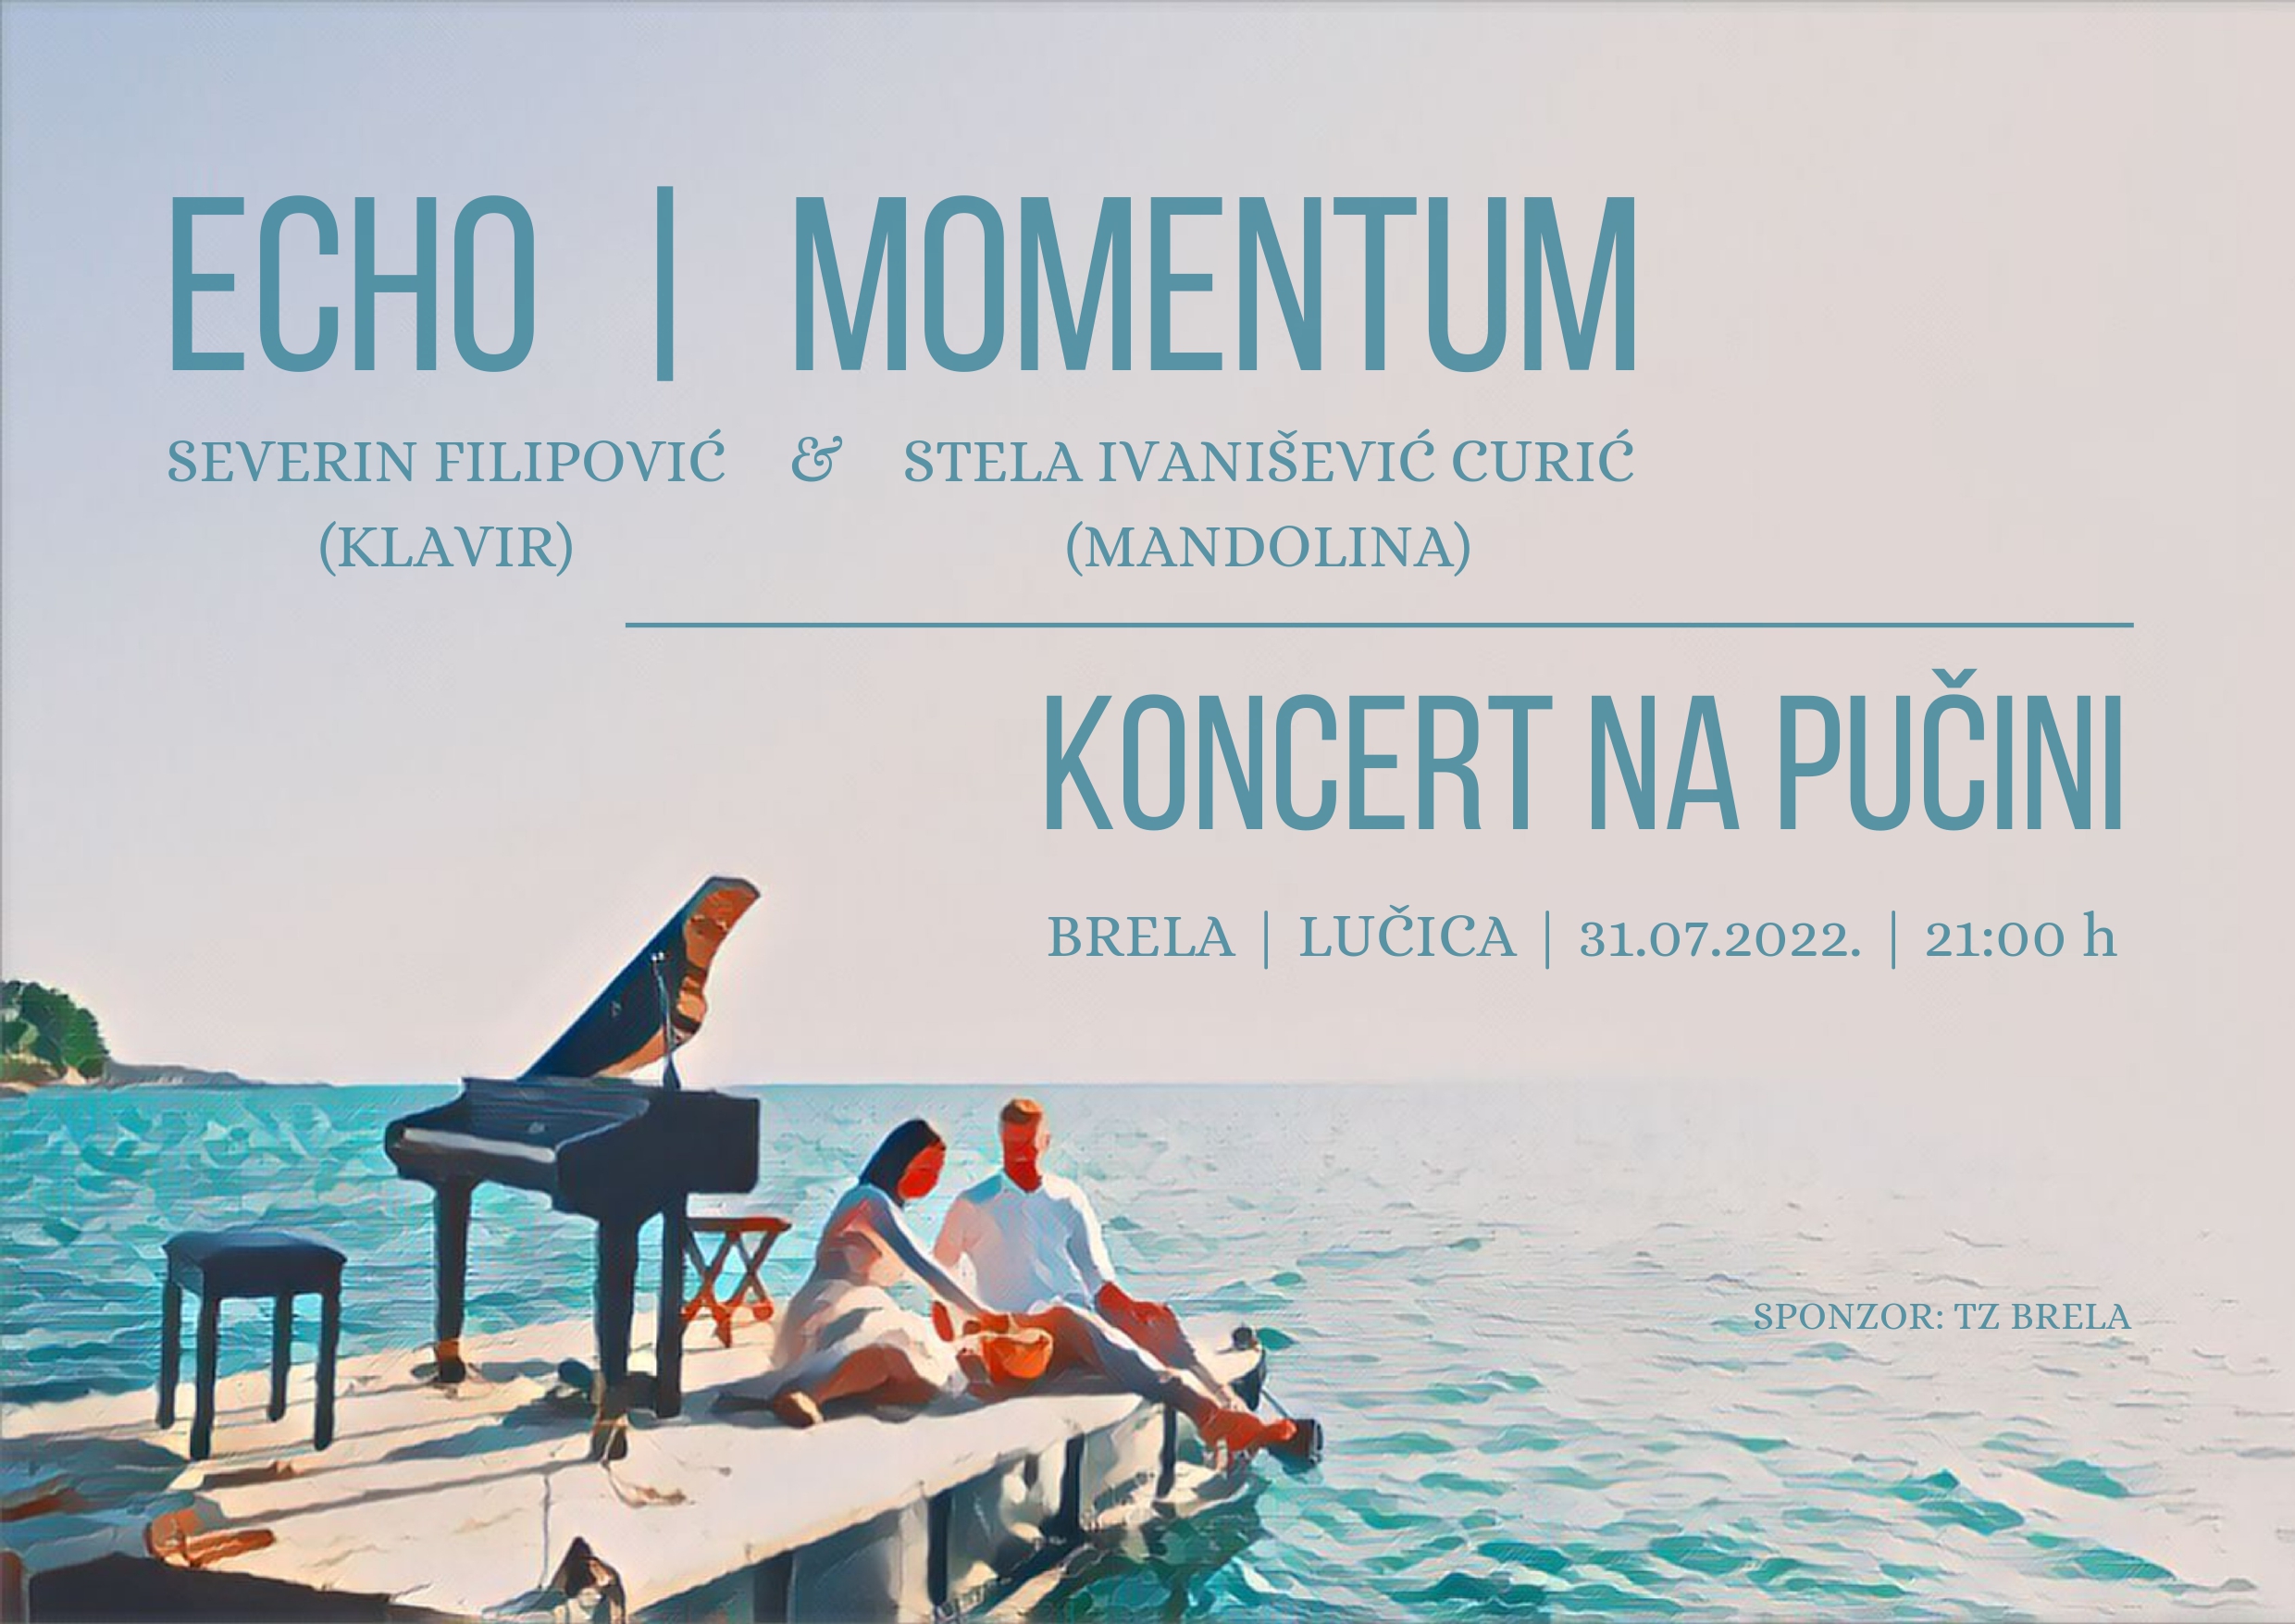 ECHO | MOMENTUM
SEVERIN FILIPOVIĆ & STELA IVANIŠEVIĆ CURIĆ
(KLAVIR) (MANDOLINA)
KONCERT NA PUČINI
BRELA | LUČICA | 31.07.2022. | 21:00 h
SPONZOR: TZ BRELA